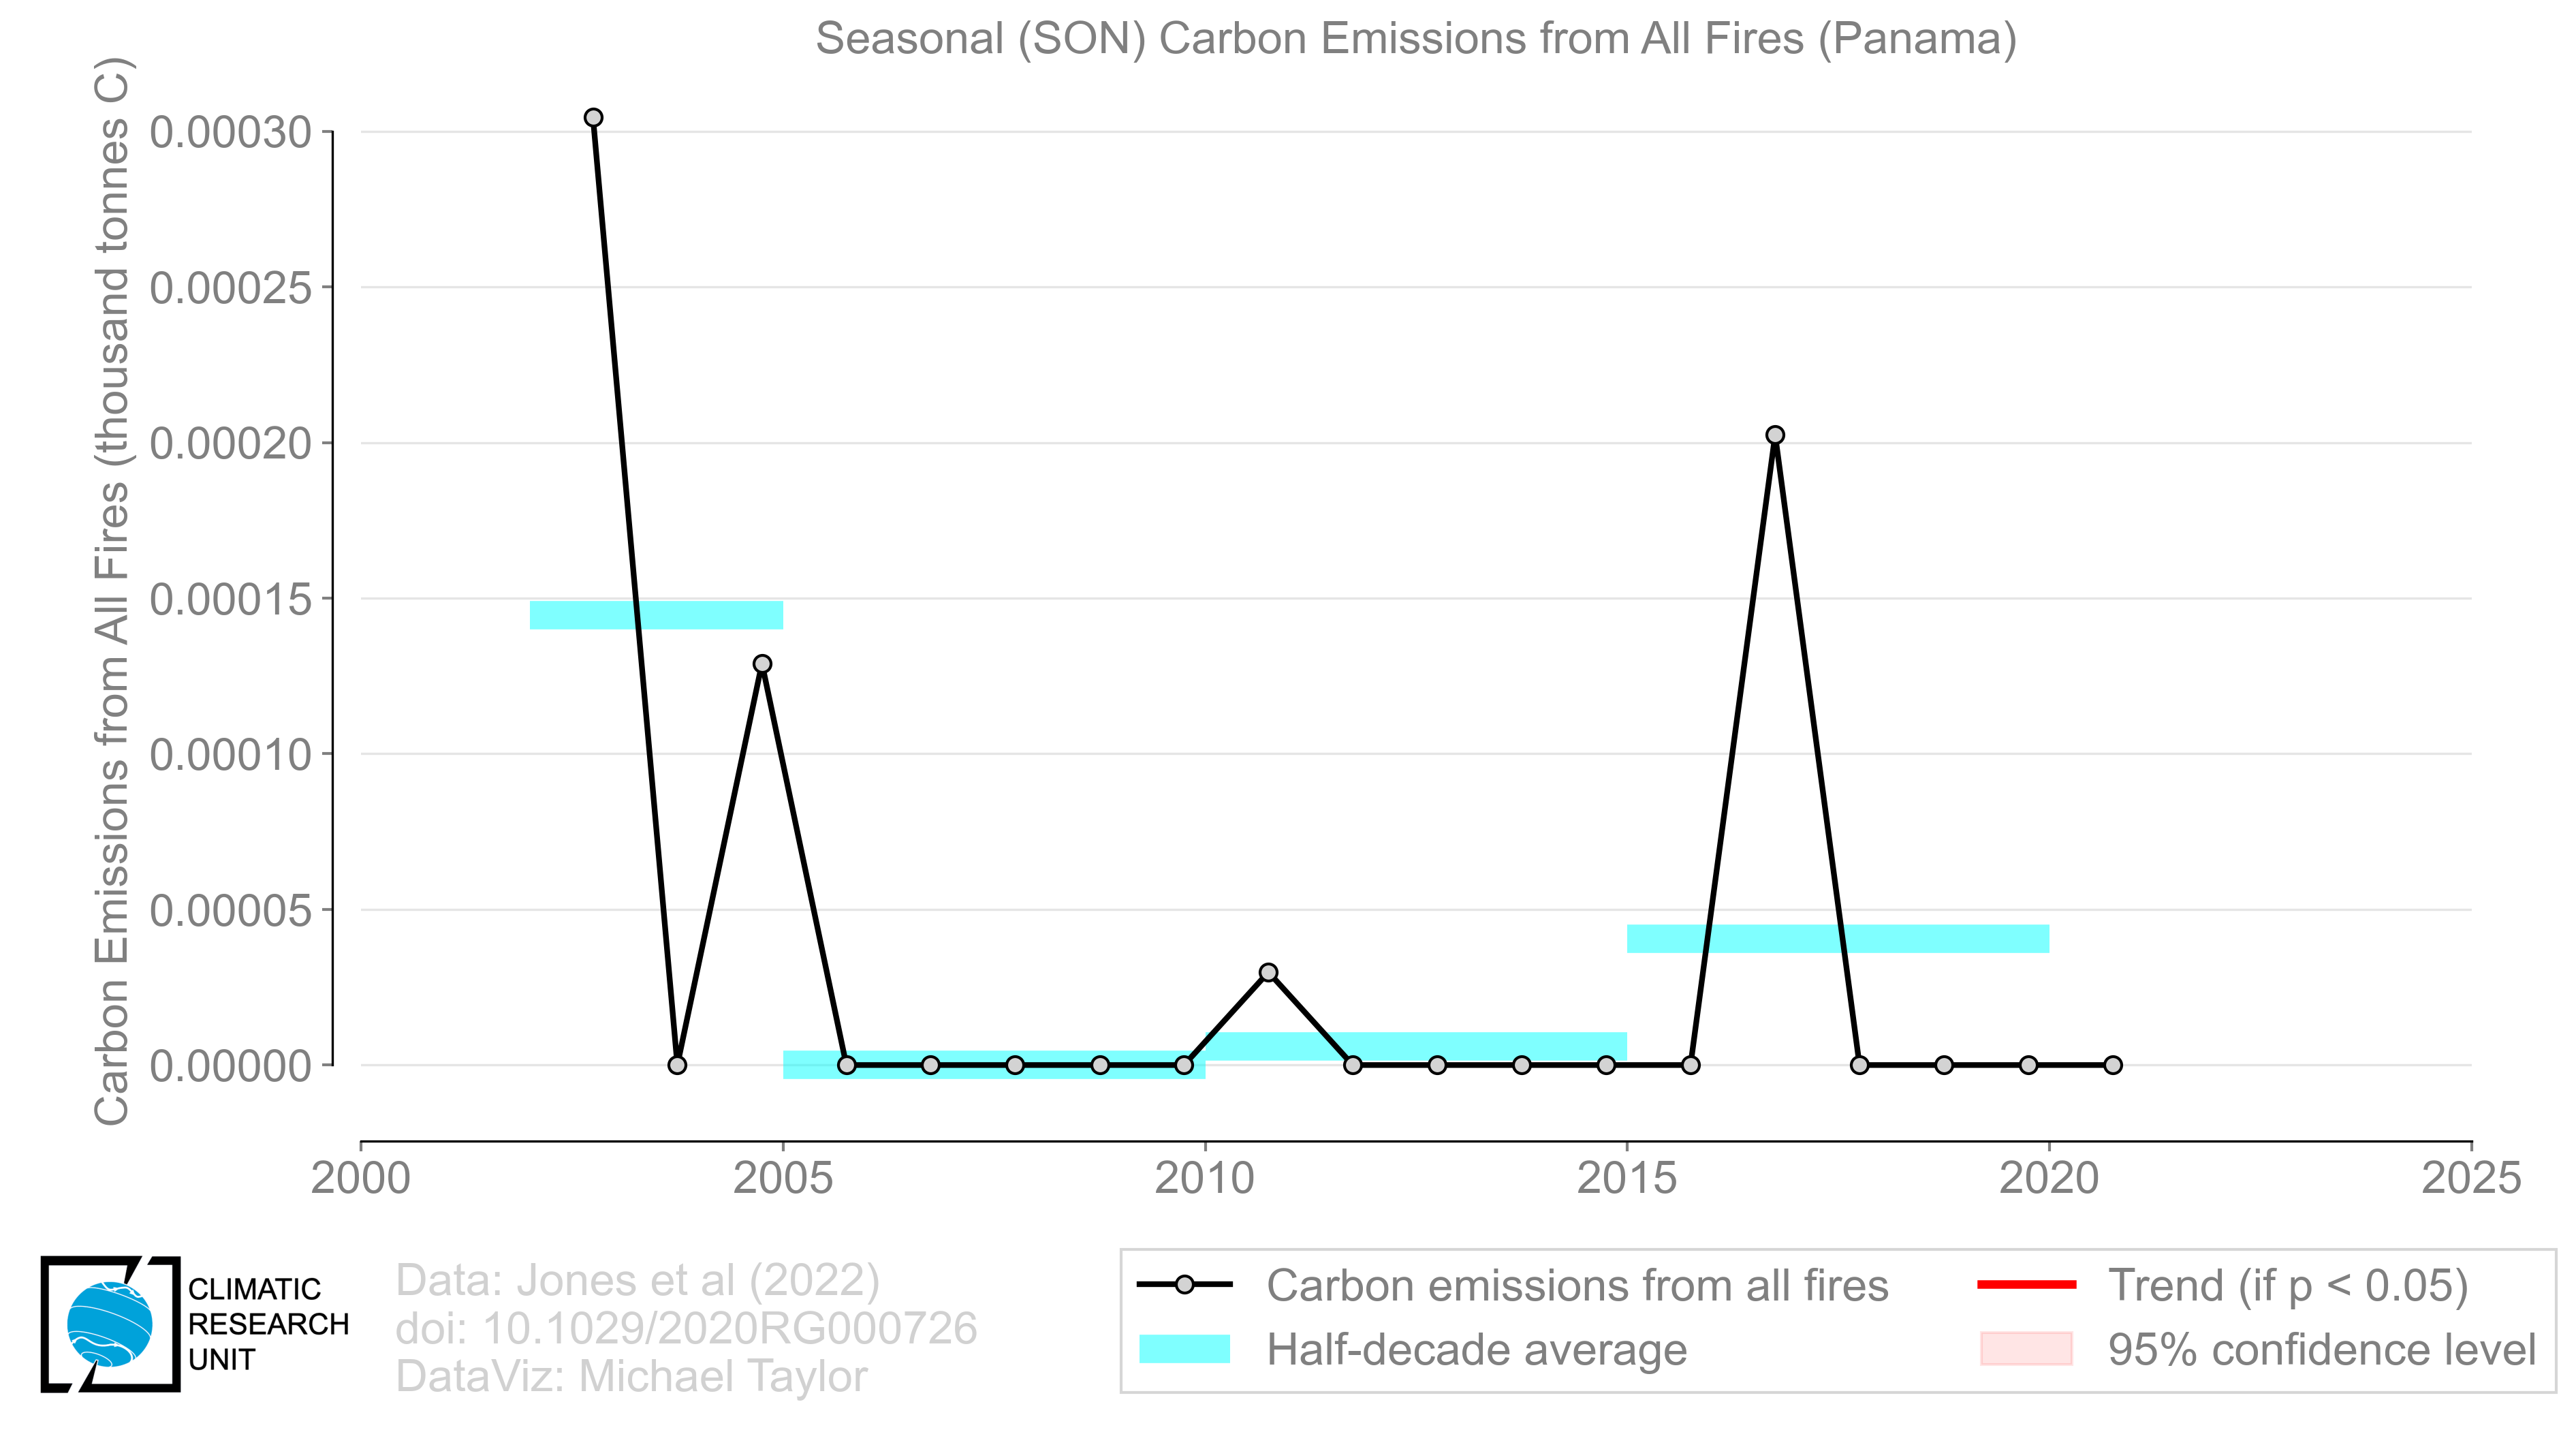 Seasonal (SON) Carbon Emissions from All Fires (Panama)
Carbon Emissions from All Fires (thousand tonnes C)
0.00030
0.00025
0.00020
0.00015
0.00010
0.00005
0.00000
2000 2005 2010 2015 2020 2025
CLIMATIC
RESEARCH
UNIT
Data: Jones et al (2022)
doi: 10.1029/2020RG000726
DataViz: Michael Taylor
Carbon emissions from all fires
Half-decade average
Trend (if p < 0.05)
95% confidence level